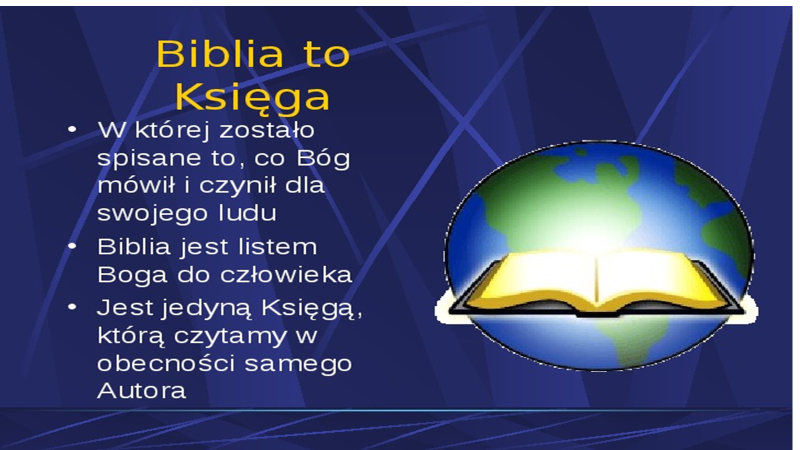 Biblia to
Księga
• W której zostało
spisane to, co Bóg
mówił i czynił dla
swojego ludu
• Biblia jest listem
Boga do człowieka
• Jest jedyną Księgą,
którą czytamy w
obecności samego
Autora